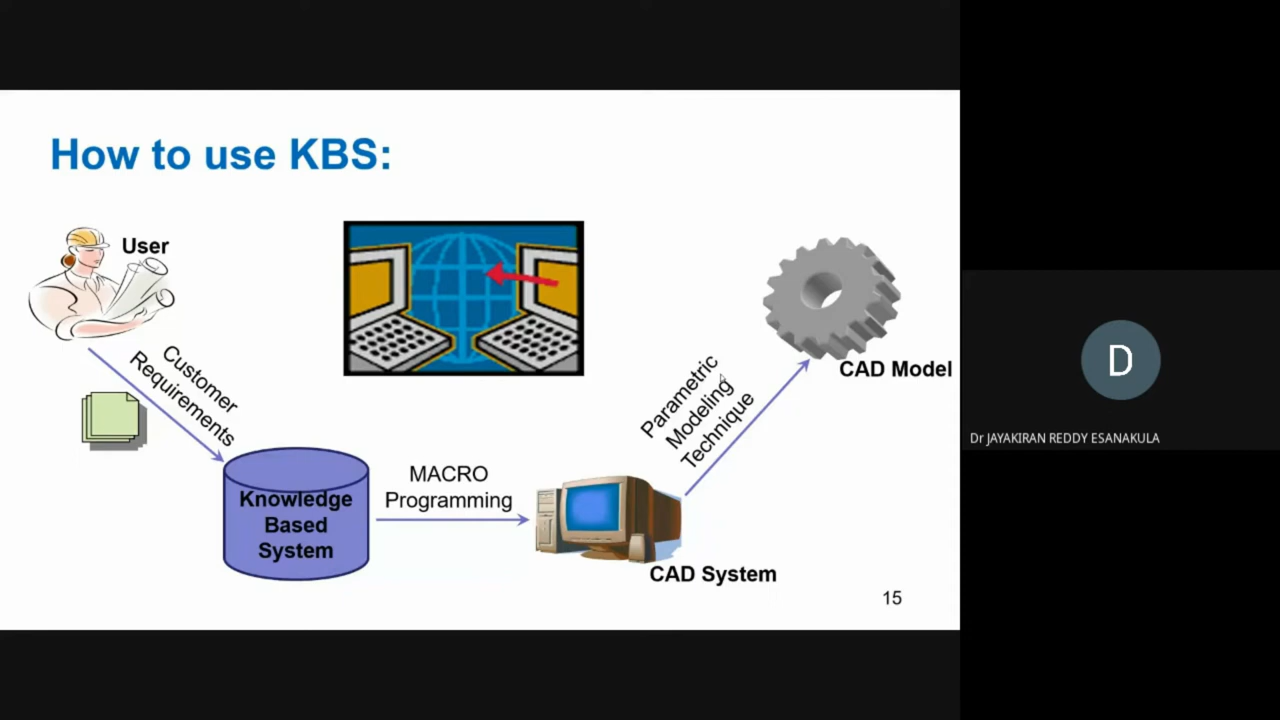 How to use KBS:
User
Customer
Requirements
Knowledge
Based
System
MACRO
Programming
CAD System
Parametric
Modeling
Technique
CAD Model
15
D
Dr JAYAKIRAN REDDY ESANAKULA